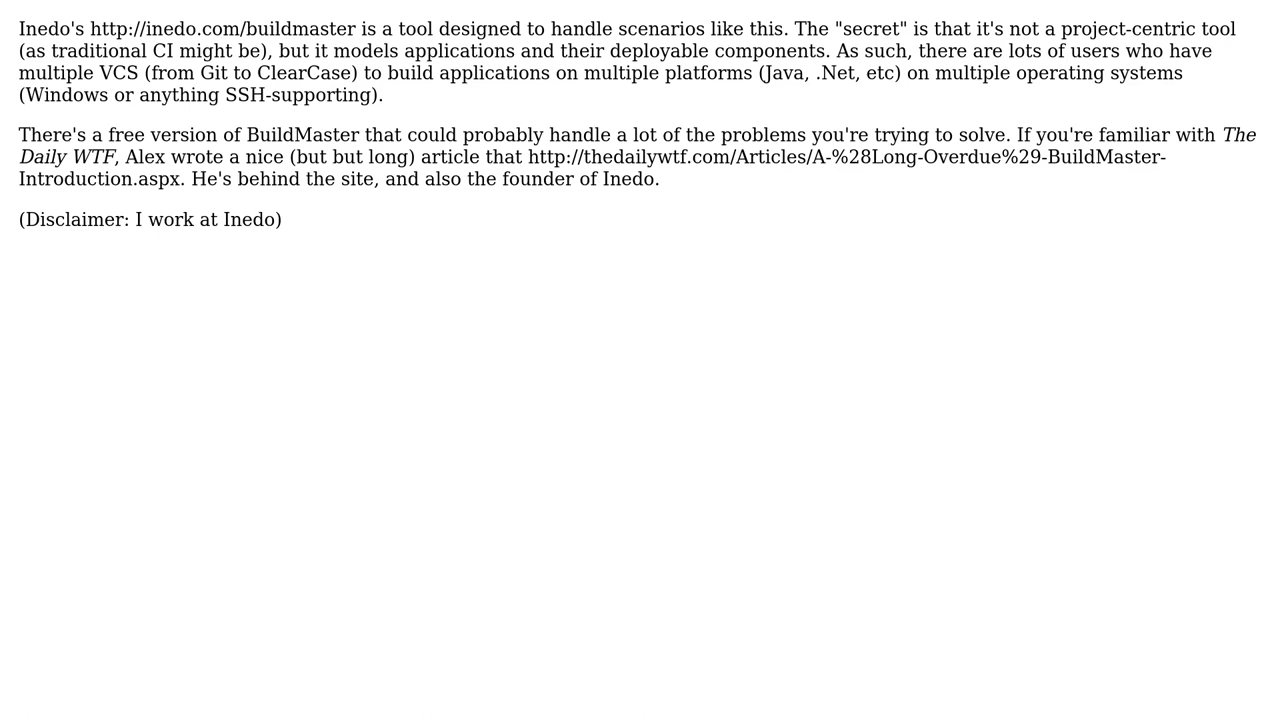 Inedo's http://inedo.com/buildmaster is a tool designed to handle scenarios like this. The "secret" is that it's not a project-centric tool
(as traditional CI might be), but it models applications and their deployable components. As such, there are lots of users who have
multiple VCS (from Git to ClearCase) to build applications on multiple platforms (Java, .Net, etc) on multiple operating systems
(Windows or anything SSH-supporting).
There's a free version of BuildMaster that could probably handle a lot of the problems you're trying to solve. If you're familiar with The
Daily WTF, Alex wrote a nice (but but long) article that http://thedailywtf.com/Articles/A-%28Long-Overdue%29-BuildMaster-
Introduction.aspx. He's behind the site, and also the founder of Inedo.
(Disclaimer: I work at Inedo)